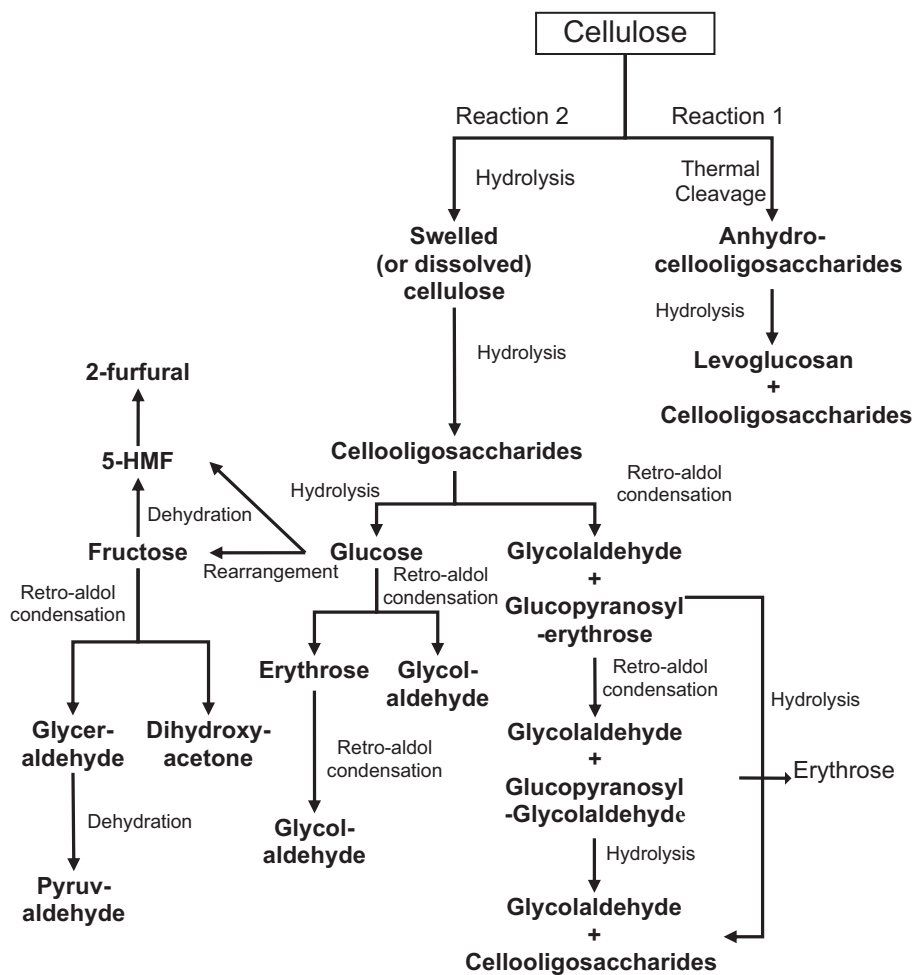 Cellulose
Reaction 2
Reaction 1
Hydrolysis
Thermal
Cleavage
Swelled
(or dissolved)
cellulose
Anhydro-
cellooligosaccharides
Hydrolysis
Hydrolysis
Levoglucosan
+
Cellooligosaccharides
2-furfural
5-HMF
Cellooligosaccharides
Hydrolysis
Retro-aldol
condensation
Dehydration
Fructose
Rearrangement
Glucose
Glycolaldehyde
+
Glucopyranosyl
-erythrose
Retro-aldol
condensation
Retro-aldol
condensation
Erythrose
Glycol-
aldehyde
Retro-aldol
condensation
Hydrolysis
Glycer-
aldehyde
Dihydroxy-
acetone
Retro-aldol
condensation
Glycolaldehyde
+
Glucopyranosyl
-Glycolaldehyde
Erythrose
Dehydration
Glycol-
aldehyde
Hydrolysis
Pyruv-
aldehyde
Glycolaldehyde
+
Cellooligosaccharides